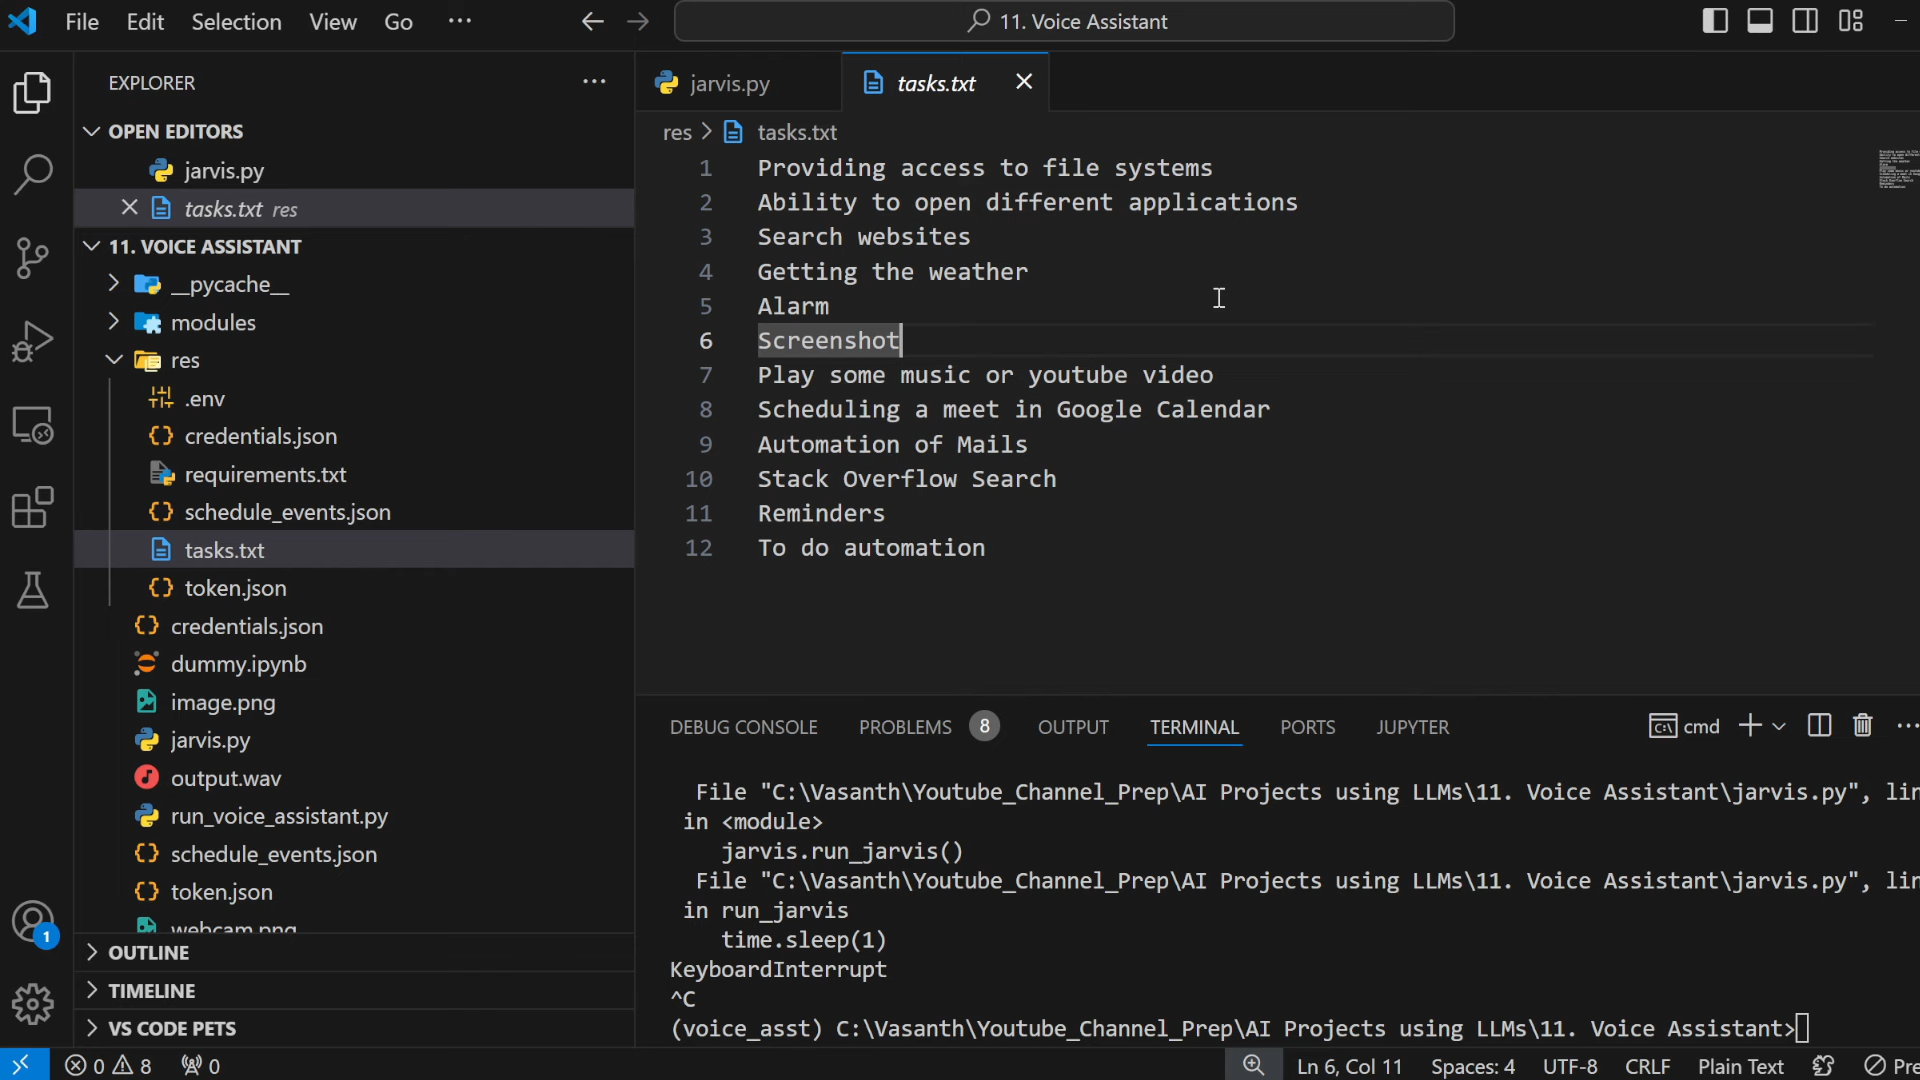 File Edit Selection View Go ··· 11. Voice Assistant
EXPLORER ···
OPEN EDITORS
jarvis.py
tasks.txt res
11. VOICE ASSISTANT
__pycache__
modules
res
.env
credentials.json
requirements.txt
schedule_events.json
tasks.txt
token.json
credentials.json
dummy.ipynb
image.png
jarvis.py
output.wav
run_voice_assistant.py
schedule_events.json
token.json
webcam.png
OUTLINE
TIMELINE
VS CODE PETS
1
jarvis.py tasks.txt
res > tasks.txt
1 Providing access to file systems
2 Ability to open different applications
3 Search websites
4 Getting the weather
5 Alarm
6 Screenshot
7 Play some music or youtube video
8 Scheduling a meet in Google Calendar
9 Automation of Mails
10 Stack Overflow Search
11 Reminders
12 To do automation
DEBUG CONSOLE PROBLEMS 8 OUTPUT TERMINAL PORTS JUPYTER cmd
File "C:\Vasanth\Youtube_Channel_Prep\AI Projects using LLMs\11. Voice Assistant\jarvis.py", lin
in <module>
jarvis.run_jarvis()
File "C:\Vasanth\Youtube_Channel_Prep\AI Projects using LLMs\11. Voice Assistant\jarvis.py", lin
in run_jarvis
time.sleep(1)
KeyboardInterrupt
^C
(voice_asst) C:\Vasanth\Youtube_Channel_Prep\AI Projects using LLMs\11. Voice Assistant>
0 8 0 Ln 6, Col 11 Spaces: 4 UTF-8 CRLF Plain Text Pre